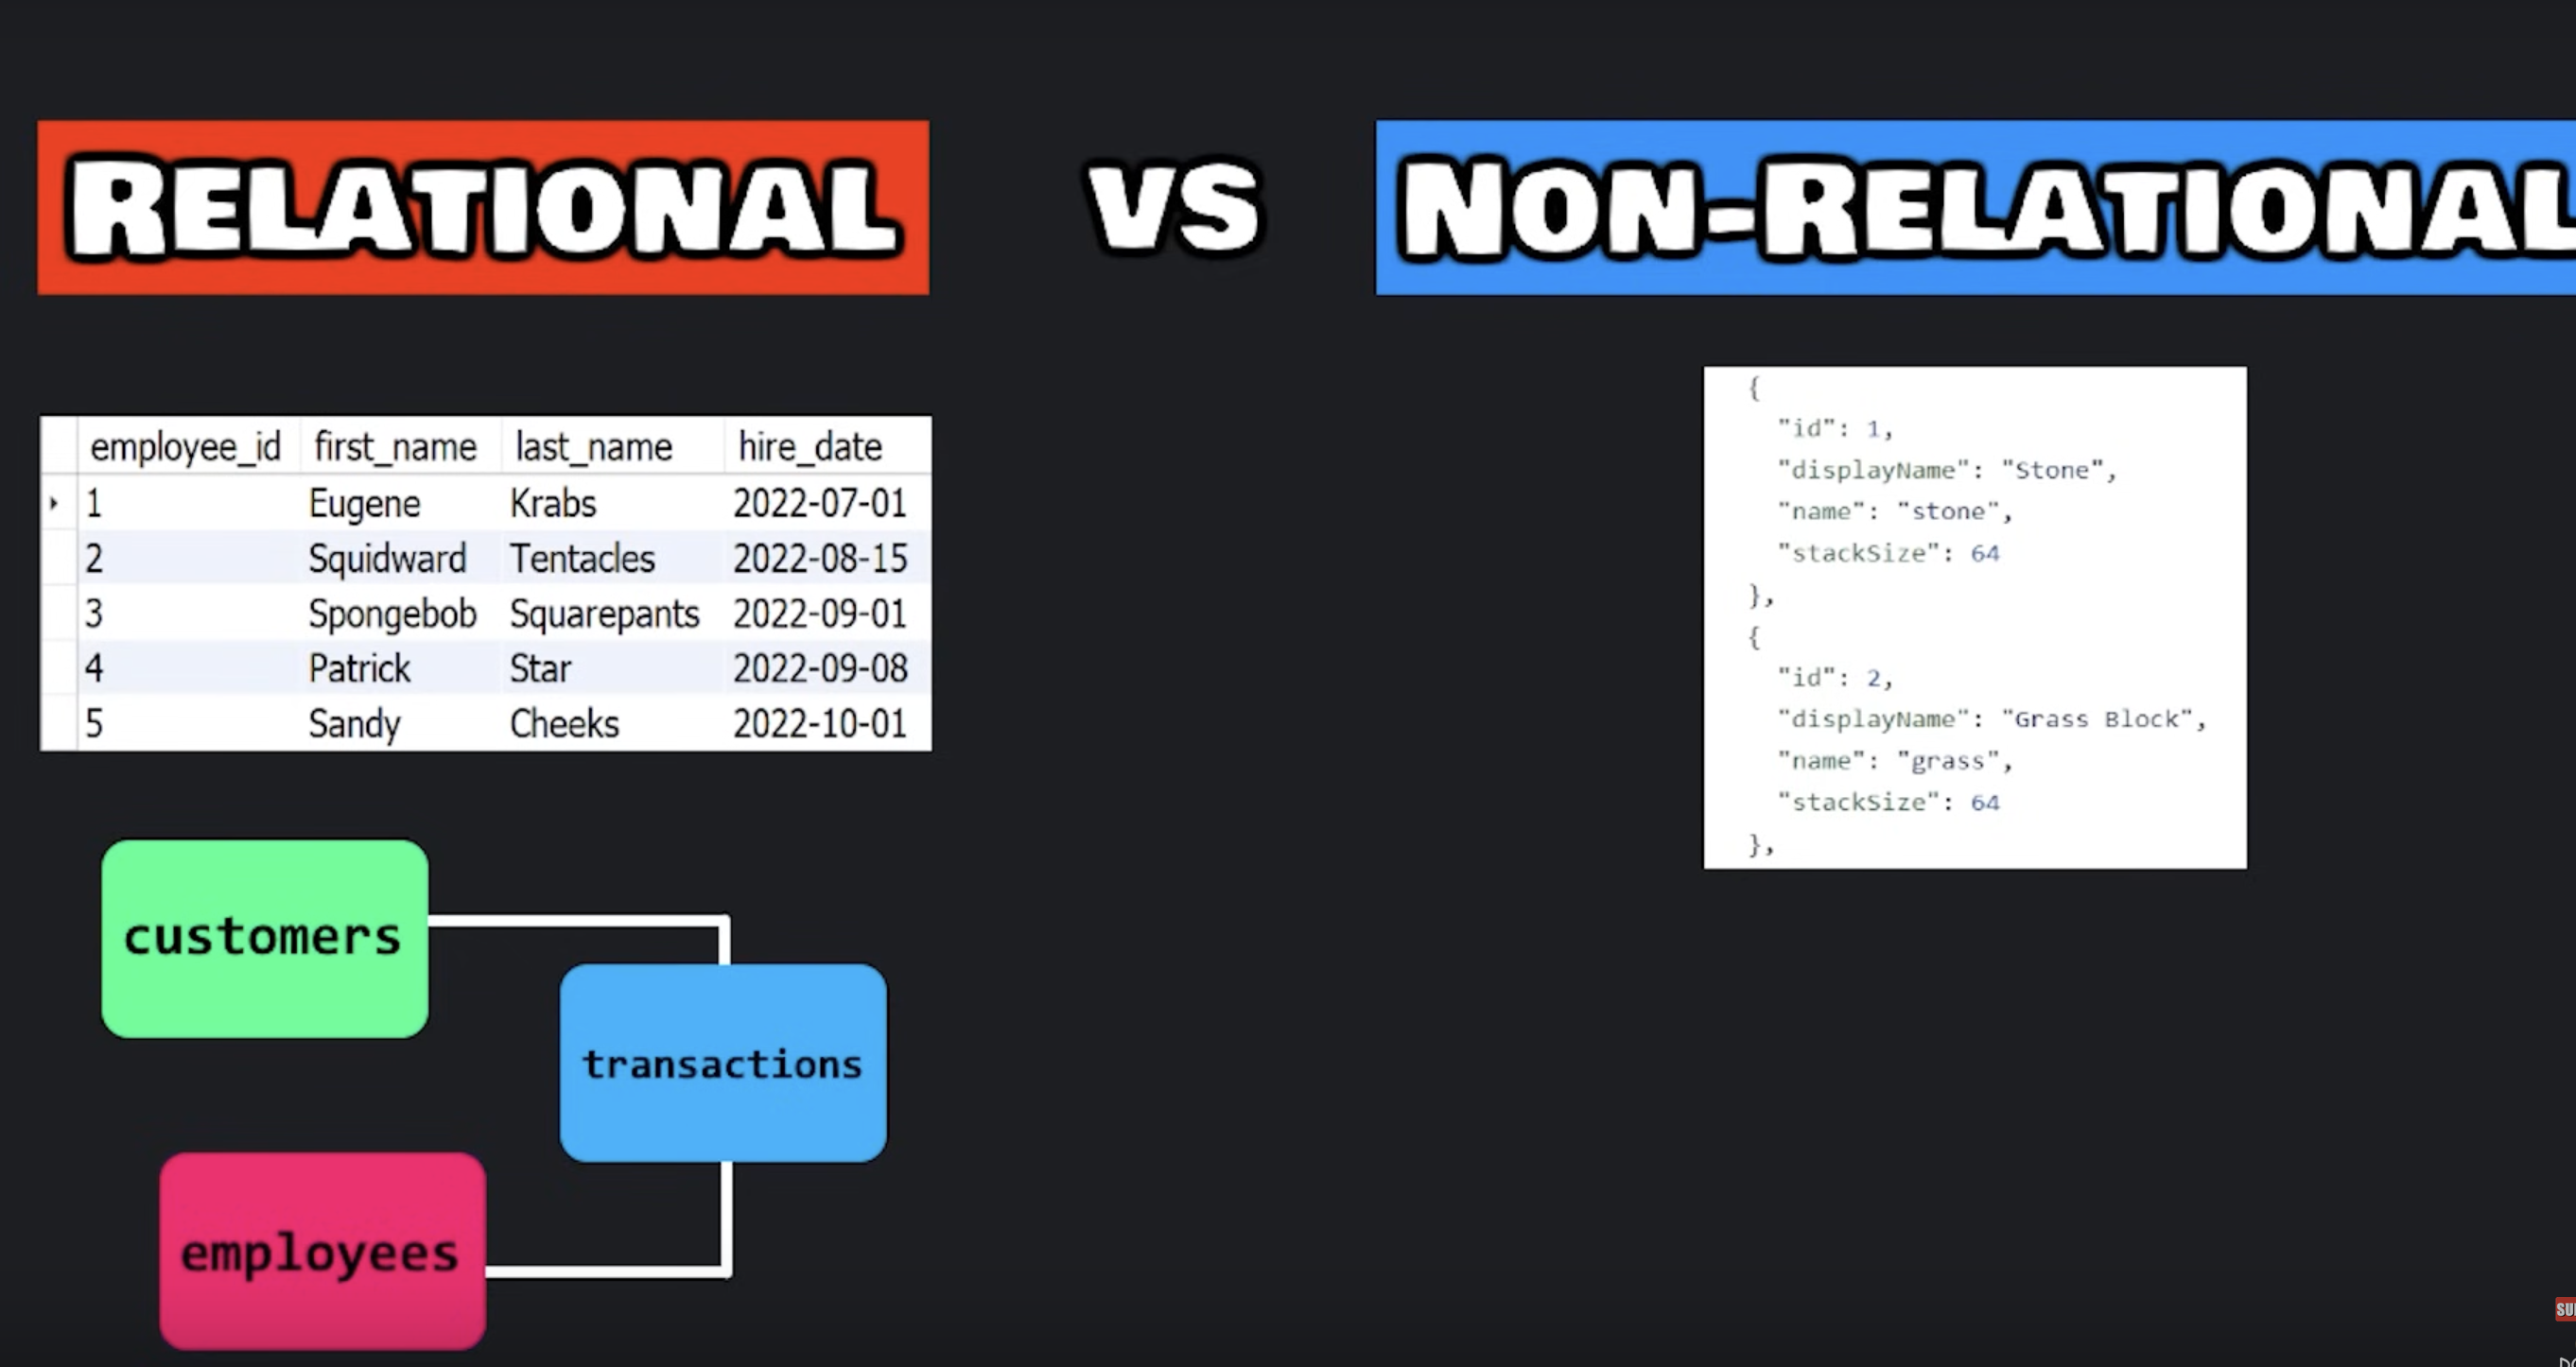 RELATIONAL
VS
NON-RELATIONAL
employee_id first_name last_name hire_date
1 Eugene Krabs 2022-07-01
2 Squidward Tentacles 2022-08-15
3 Spongebob Squarepants 2022-09-01
4 Patrick Star 2022-09-08
5 Sandy Cheeks 2022-10-01
{
"id": 1,
"displayName": "Stone",
"name": "stone",
"stackSize": 64
},
{
"id": 2,
"displayName": "Grass Block",
"name": "grass",
"stackSize": 64
},
customers
transactions
employees